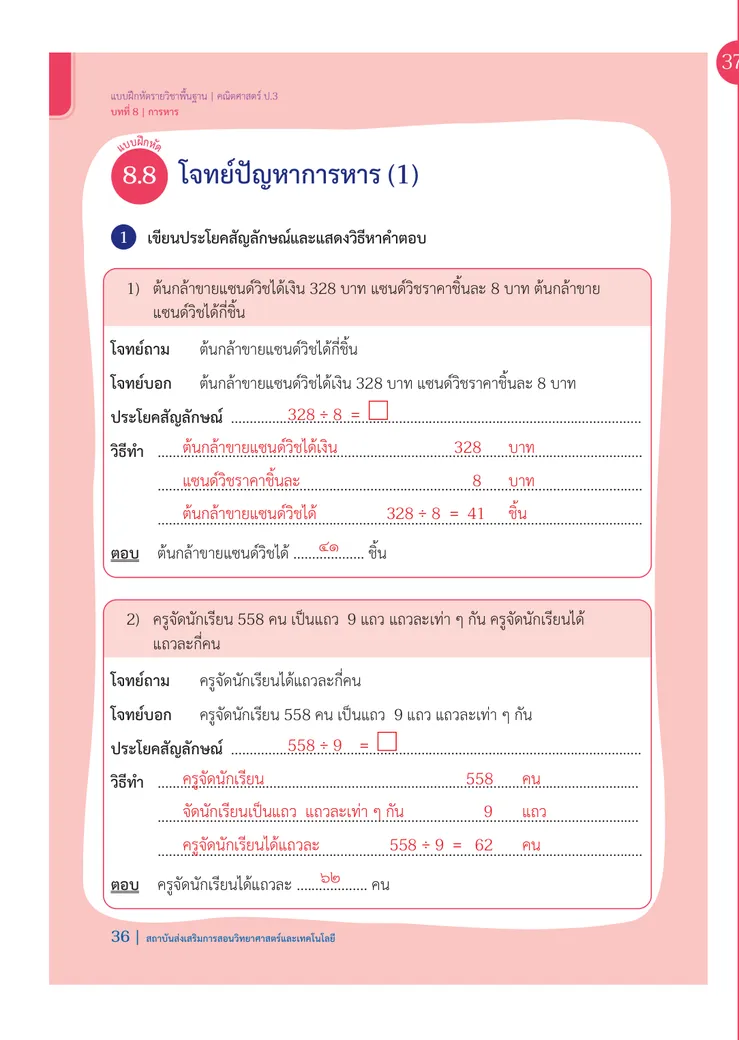 37
แบบฝึกหัดรายวิชาพื้นฐาน | คณิตศาสตร์ ป.3
บทที่ 8 | การหาร
แบบฝึกหัด
8.8 โจทย์ปัญหาการหาร (1)
1 เขียนประโยคสัญลักษณ์และแสดงวิธีหาคำตอบ
1) ต้นกล้าขายแซนด์วิชได้เงิน 328 บาท แซนด์วิชราคาชิ้นละ 8 บาท ต้นกล้าขาย
แซนด์วิชได้กี่ชิ้น
โจทย์ถาม ต้นกล้าขายแซนด์วิชได้กี่ชิ้น
โจทย์บอก ต้นกล้าขายแซนด์วิชได้เงิน 328 บาท แซนด์วิชราคาชิ้นละ 8 บาท
ประโยคสัญลักษณ์ 328 ÷ 8 = □
วิธีทำ ต้นกล้าขายแซนด์วิชได้เงิน 328 บาท
แซนด์วิชราคาชิ้นละ 8 บาท
ต้นกล้าขายแซนด์วิชได้ 328 ÷ 8 = 41 ชิ้น
ตอบ ต้นกล้าขายแซนด์วิชได้ ๔๑ ชิ้น
2) ครูจัดนักเรียน 558 คน เป็นแถว 9 แถว แถวละเท่า ๆ กัน ครูจัดนักเรียนได้
แถวละกี่คน
โจทย์ถาม ครูจัดนักเรียนได้แถวละกี่คน
โจทย์บอก ครูจัดนักเรียน 558 คน เป็นแถว 9 แถว แถวละเท่า ๆ กัน
ประโยคสัญลักษณ์ 558 ÷ 9 = □
วิธีทำ ครูจัดนักเรียน 558 คน
จัดนักเรียนเป็นแถว แถวละเท่า ๆ กัน 9 แถว
ครูจัดนักเรียนได้แถวละ 558 ÷ 9 = 62 คน
ตอบ ครูจัดนักเรียนได้แถวละ ๖๒ คน
36 | สถาบันส่งเสริมการสอนวิทยาศาสตร์และเทคโนโลยี